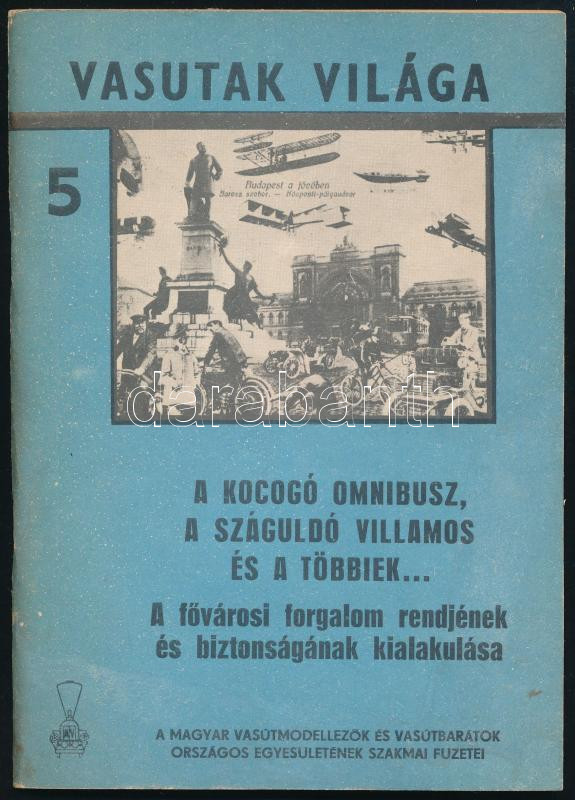 VASUTAK VILÁGA
5
Budapest a jövőben
Baross szobor. — Központi-pályaudvar
darabanth
A KOCOGÓ OMNIBUSZ,
A SZÁGULDÓ VILLAMOS
ÉS A TÖBBIEK...
A fővárosi forgalom rendjének
és biztonságának kialakulása
A MAGYAR VASÚTMODELLEZŐK ÉS VASÚTBARÁTOK
ORSZÁGOS EGYESÜLETÉNEK SZAKMAI FÜZETEI